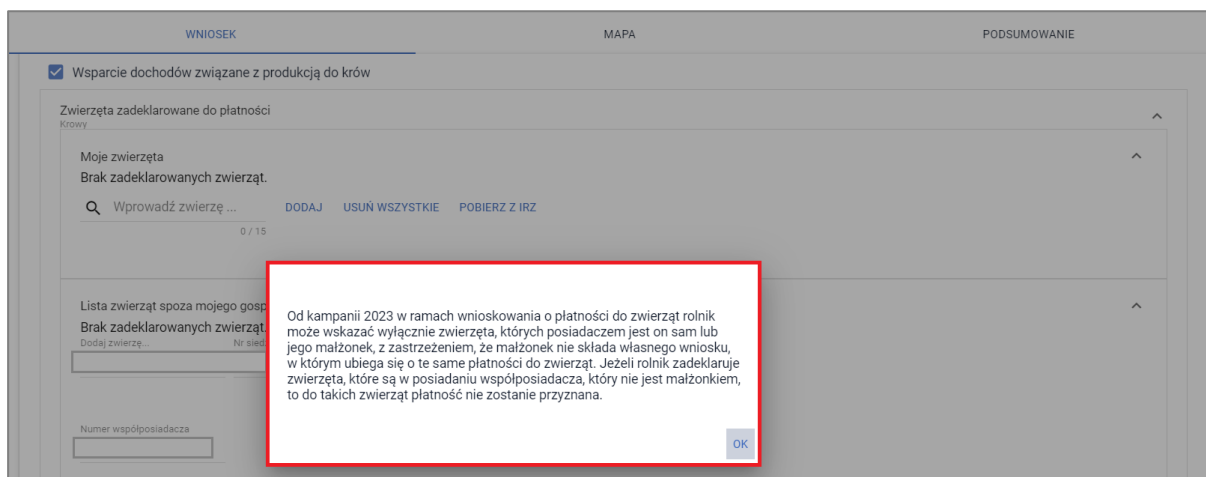 WNIOSEK MAPA PODSUMOWANIE
Wsparcie dochodów związane z produkcją do krów
Zwierzęta zadeklarowane do płatności
Krowy
Moje zwierzęta
Brak zadeklarowanych zwierząt.
Wprowadź zwierzę ... DODAJ USUŃ WSZYSTKIE POBIERZ Z IRZ
0 / 15
Lista zwierząt spoza mojego gosp
Brak zadeklarowanych zwierząt.
Dodaj zwierzę... Nr sied
Od kampanii 2023 w ramach wnioskowania o płatności do zwierząt rolnik
może wskazać wyłącznie zwierzęta, których posiadaczem jest on sam lub
jego małżonek, z zastrzeżeniem, że małżonek nie składa własnego wniosku,
w którym ubiega się o te same płatności do zwierząt. Jeżeli rolnik zadeklaruje
zwierzęta, które są w posiadaniu współposiadacza, który nie jest małżonkiem,
to do takich zwierząt płatność nie zostanie przyznana.
Numer współposiadacza
OK